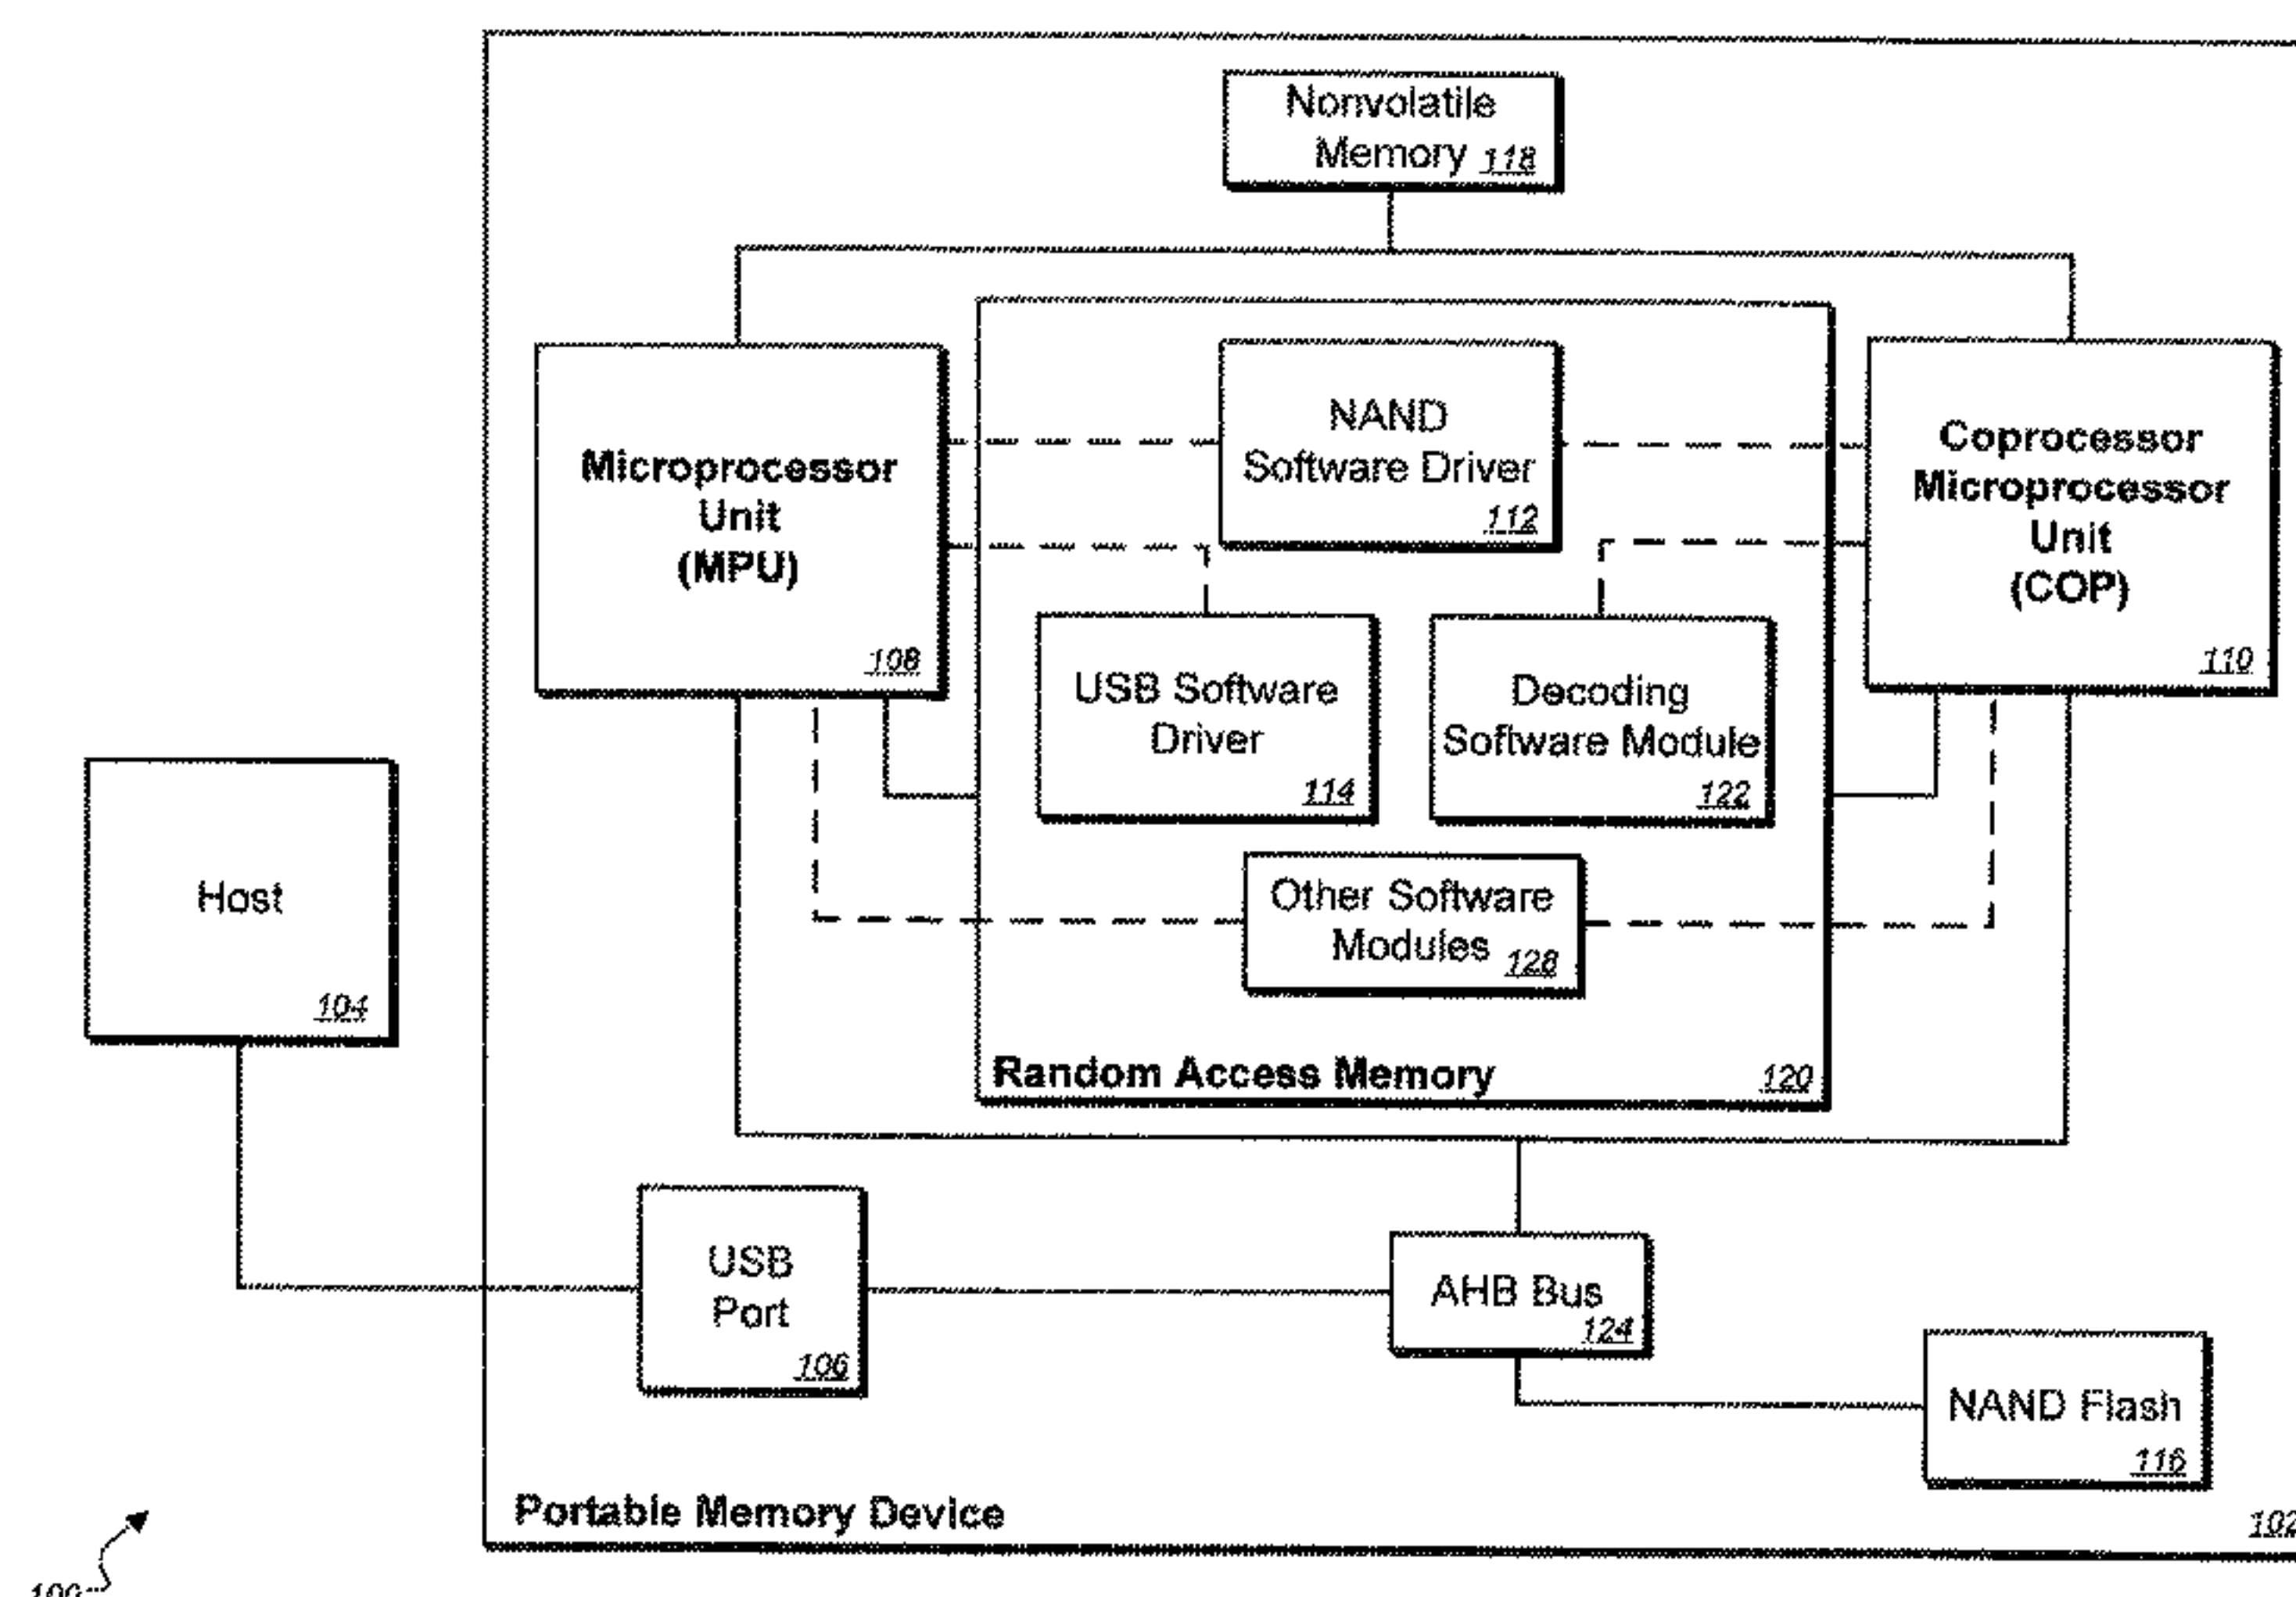 Nonvolatile
Memory 118
Microprocessor
Unit
(MPU)
108
NAND
Software Driver
112
Coprocessor
Microprocessor
Unit
(COP)
110
USB Software
Driver
114
Decoding
Software Module
122
Host
104
Other Software
Modules 128
Random Access Memory 120
USB
Port
106
AHB Bus
124
NAND Flash
116
Portable Memory Device
102
100